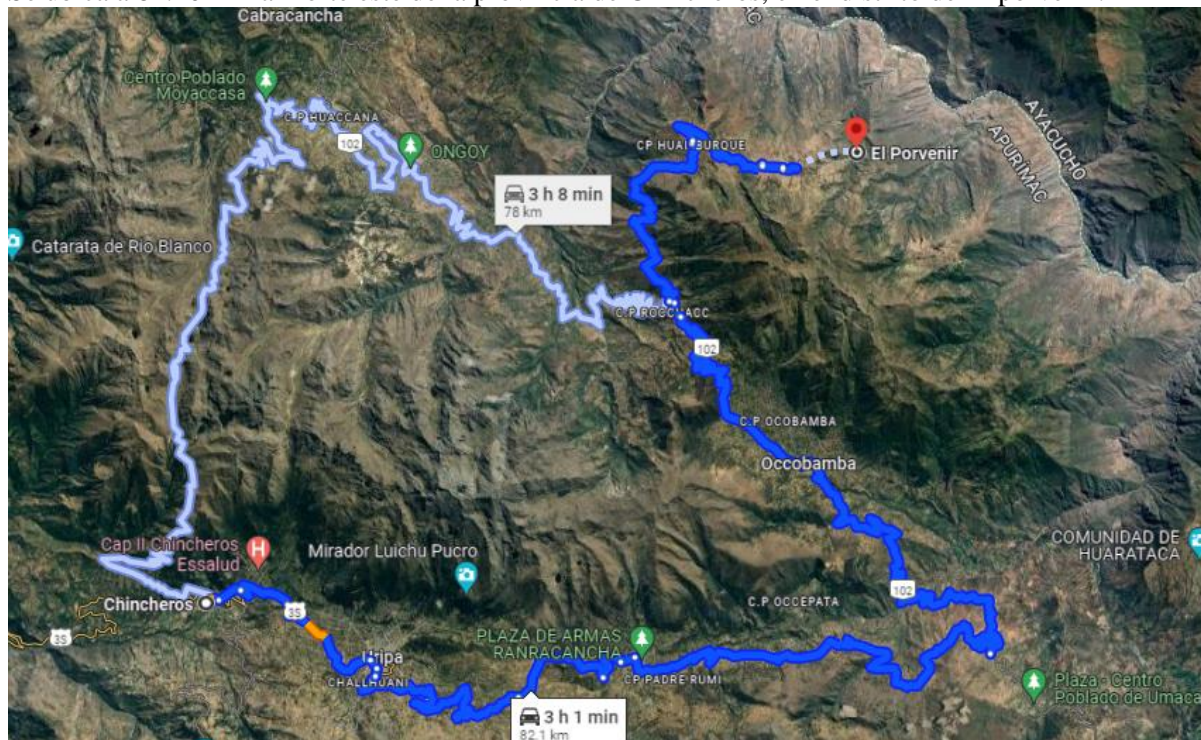 Cabracancha
Centro Poblado
Moyaccasa
C.P HUACCANA
102
ONGOY
CP HUAL
BURQUE
El Porvenir
AYACUCHO
APURIMAC
3 h 8 min
78 km
Catarata de Rio Blanco
C.P ROCCHACC
102
C.P OCOBAMBA
Occobamba
COMUNIDAD DE
HUARATACA
Cap II Chincheros
Essalud
Mirador Luichu Pucro
Chincheros
3S
3S
102
C.P OCCEPATA
PLAZA DE ARMAS
RANRACANCHA
Uripa
CHALLHUANI
CP PADRE RUMI
Plaza - Centro
Poblado de Umaca
3 h 1 min
82.1 km